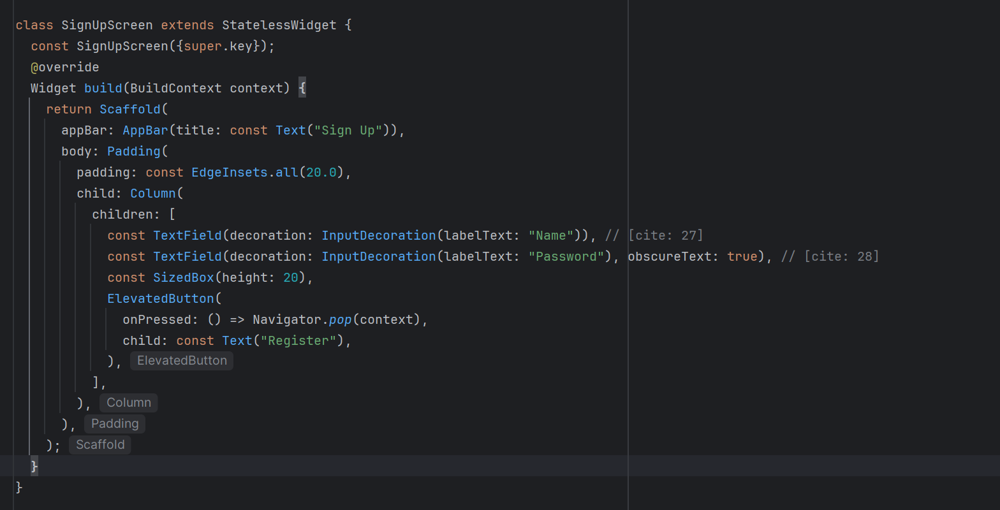 class SignUpScreen extends StatelessWidget {
  const SignUpScreen({super.key});
  @override
  Widget build(BuildContext context) {
    return Scaffold(
      appBar: AppBar(title: const Text("Sign Up")),
      body: Padding(
        padding: const EdgeInsets.all(20.0),
        child: Column(
          children: [
            const TextField(decoration: InputDecoration(labelText: "Name")), // [cite: 27]
            const TextField(decoration: InputDecoration(labelText: "Password"), obscureText: true), // [cite: 28]
            const SizedBox(height: 20),
            ElevatedButton(
              onPressed: () => Navigator.pop(context),
              child: const Text("Register"),
            ), ElevatedButton
          ],
        ), Column
      ), Padding
    ); Scaffold
  }
}